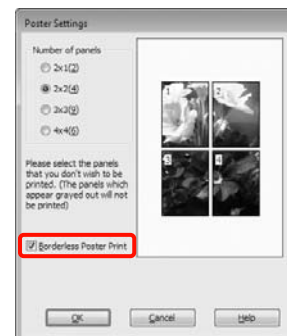 Poster Settings
Number of panels
2x1(2)
2x2(4)
3x3(9)
4x4(6)
Please select the panels
that you don't wish to be
printed. (The panels which
appear grayed out will not
be printed)
1
2
3
4
Borderless Poster Print
OK
Cancel
Help